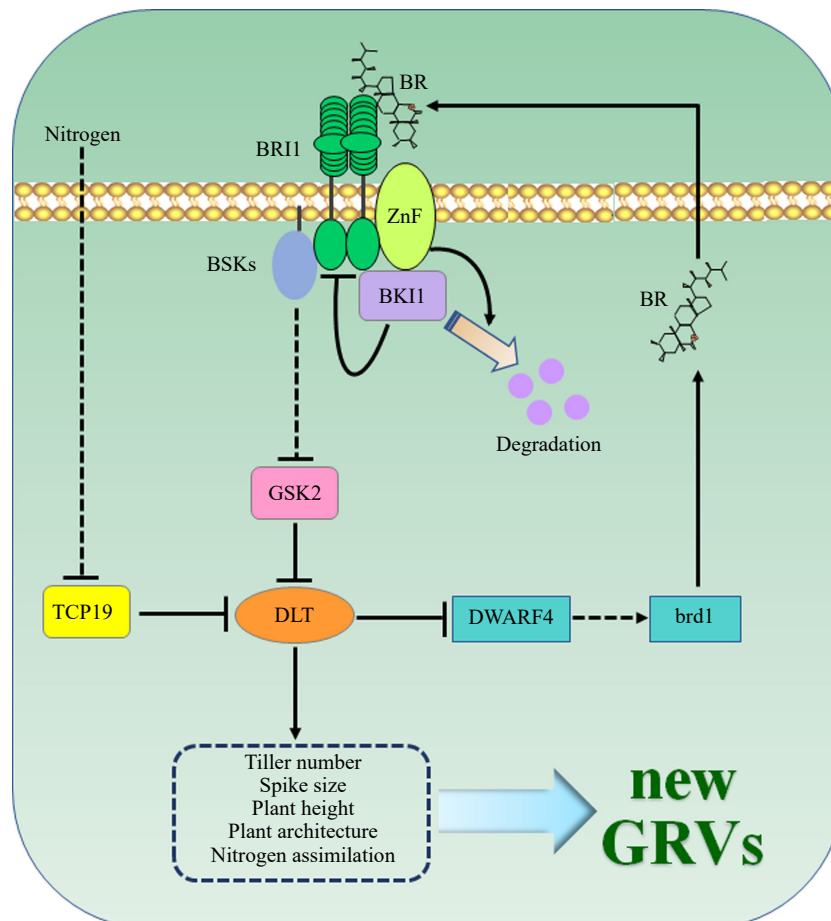 BR
Nitrogen
BRI1
ZnF
BSKs
BKI1
BR
Degradation
GSK2
TCP19
DLT
DWARF4
brd1
Tiller number
Spike size
Plant height
Plant architecture
Nitrogen assimilation
new
GRVs